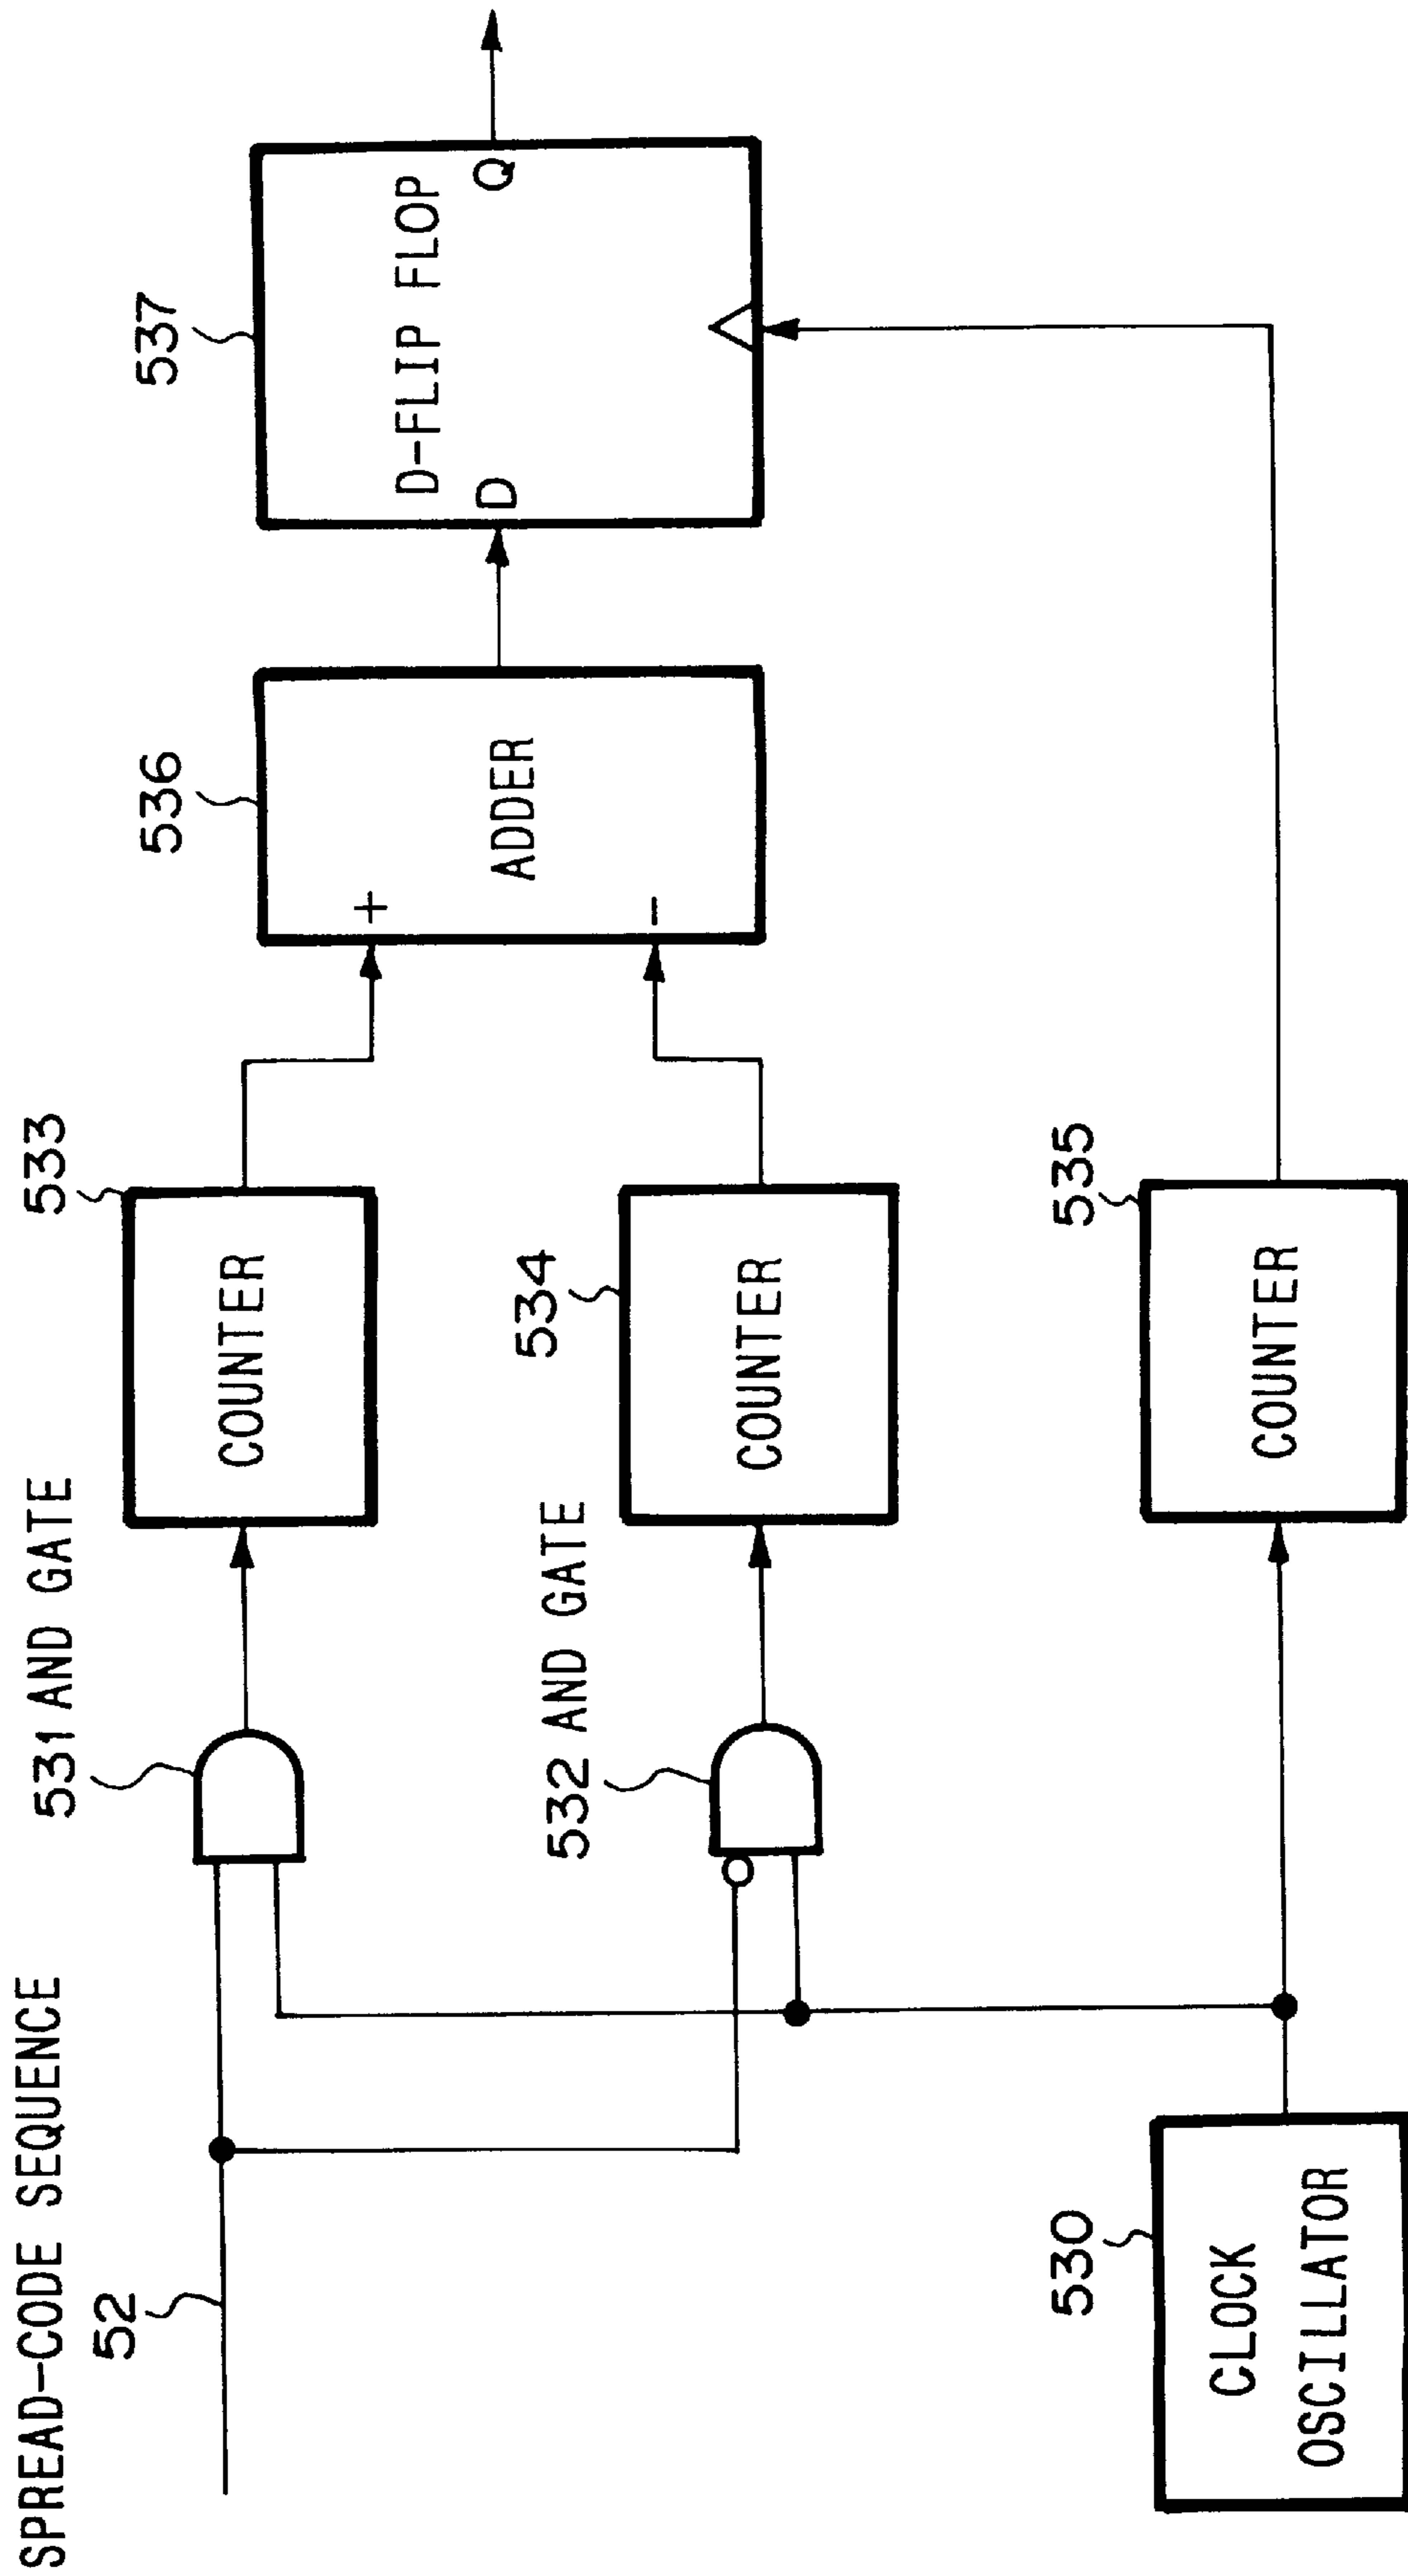 SPREAD-CODE SEQUENCE
52
531 AND GATE
533
COUNTER
532 AND GATE
534
COUNTER
536
+
-
ADDER
537
D-FLIP FLOP
D
Q
530
CLOCK
OSCILLATOR
535
COUNTER